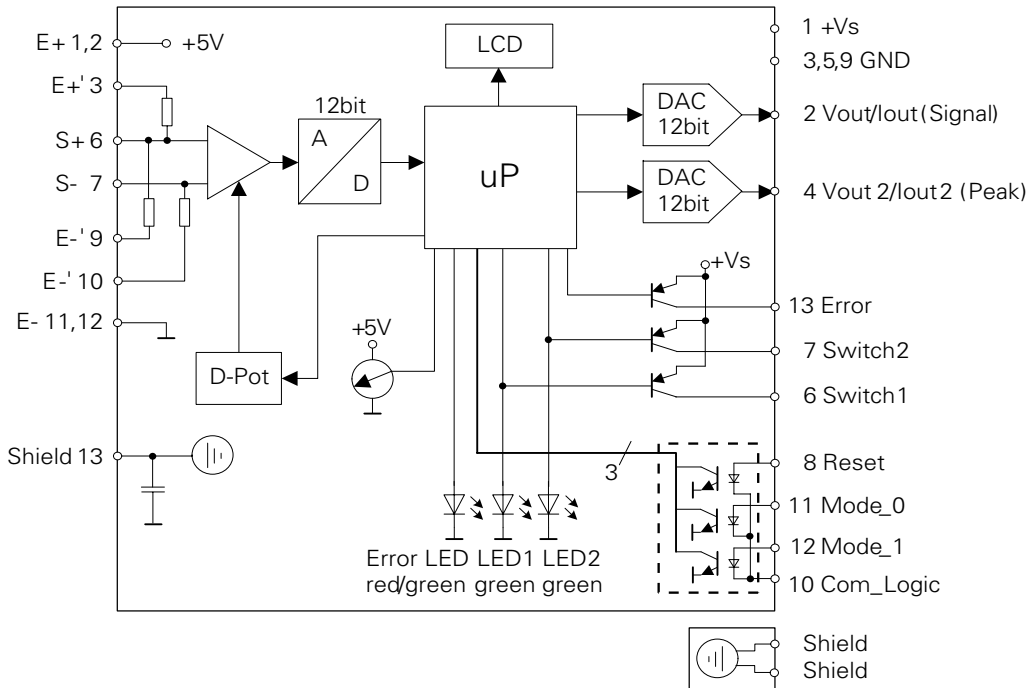 E+ 1,2
+5V
E+' 3
S+ 6
S- 7
E-' 9
E-' 10
E- 11,12
Shield 13
12bit
A
D
LCD
uP
D-Pot
+5V
DAC
12bit
DAC
12bit
+Vs
3
Error LED LED1 LED2
red/green green green
1 +Vs
3,5,9 GND
2 Vout/Iout (Signal)
4 Vout 2/Iout2 (Peak)
13 Error
7 Switch2
6 Switch1
8 Reset
11 Mode_0
12 Mode_1
10 Com_Logic
Shield
Shield